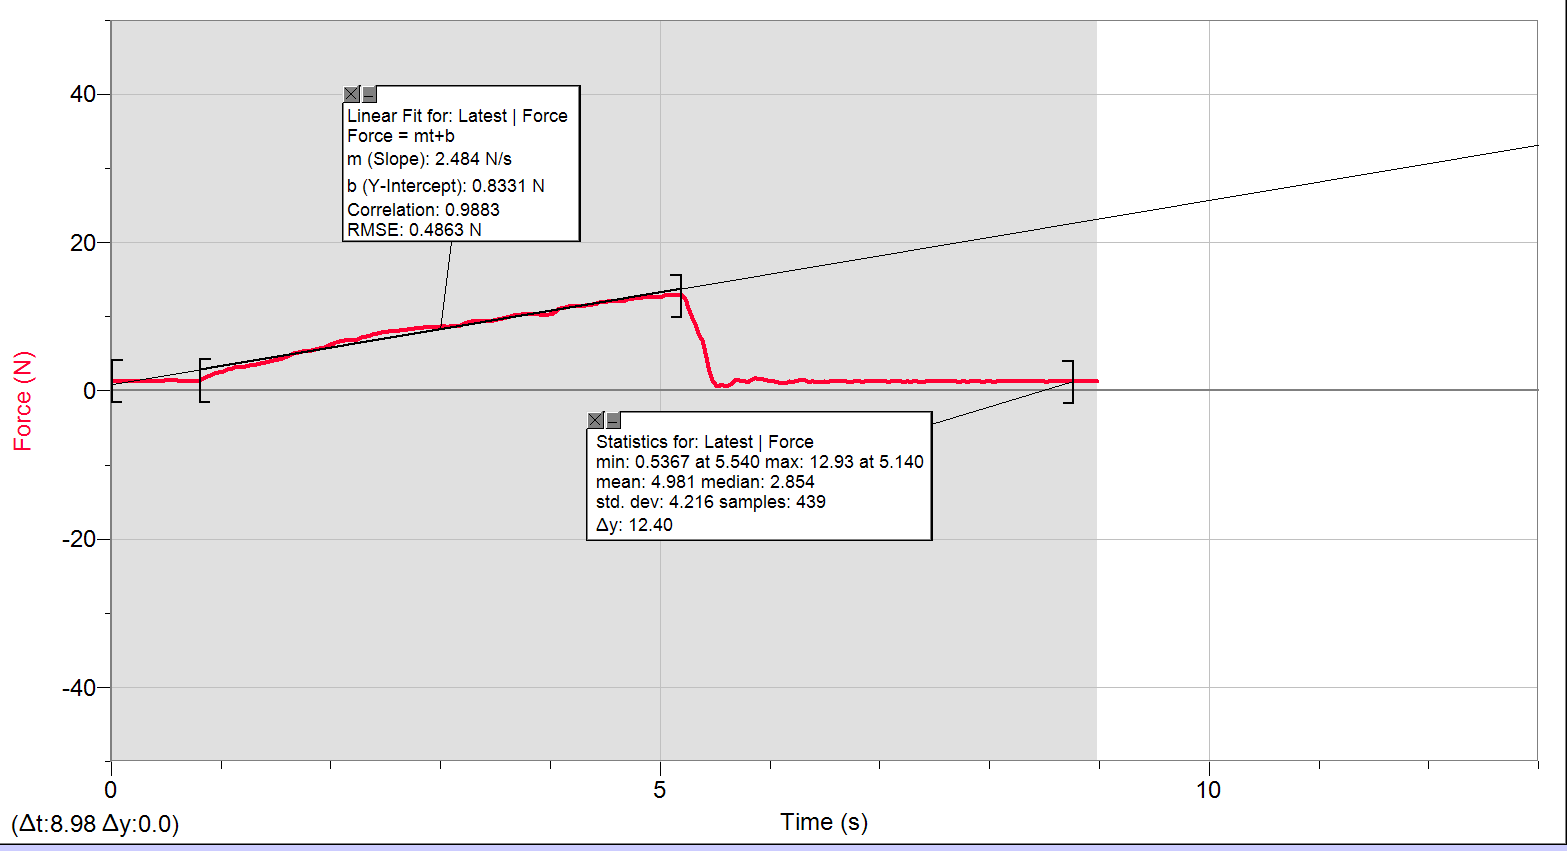 40
20
0
-20
-40
Force (N)
Linear Fit for: Latest | Force
Force = mt+b
m (Slope): 2.484 N/s
b (Y-Intercept): 0.8331 N
Correlation: 0.9883
RMSE: 0.4863 N
Statistics for: Latest | Force
min: 0.5367 at 5.540 max: 12.93 at 5.140
mean: 4.981 median: 2.854
std. dev: 4.216 samples: 439
Δy: 12.40
0 5 10
(Δt:8.98 Δy:0.0)
Time (s)